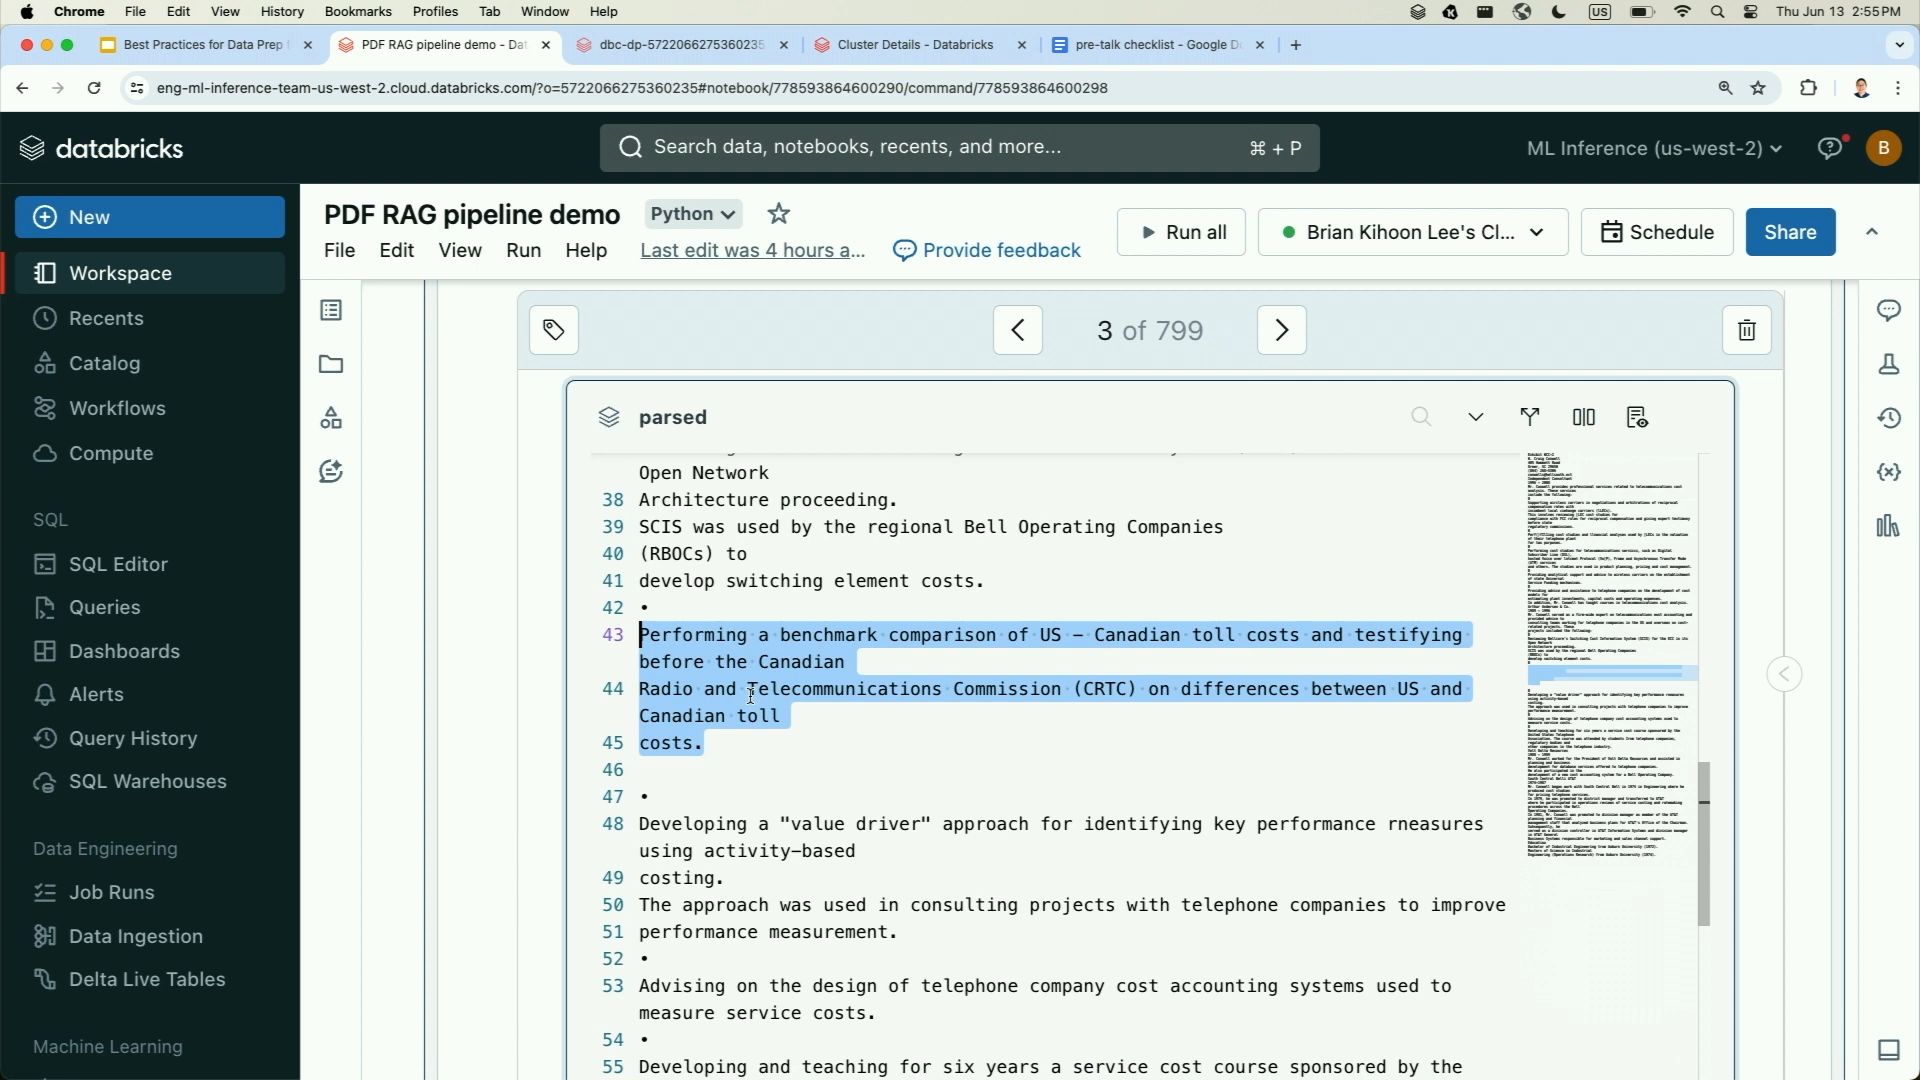 Chrome File Edit View History Bookmarks Profiles Tab Window Help US Thu Jun 13 2:55 PM
Best Practices for Data Prep PDF RAG pipeline demo - Dat dbc-dp-5722066275360235 Cluster Details - Databricks pre-talk checklist - Google D
eng-ml-inference-team-us-west-2.cloud.databricks.com/?o=5722066275360235#notebook/778593864600290/command/778593864600298
databricks
Search data, notebooks, recents, and more... ⌘ + P
ML Inference (us-west-2)
B
New
Workspace
Recents
Catalog
Workflows
Compute
SQL
SQL Editor
Queries
Dashboards
Alerts
Query History
SQL Warehouses
Data Engineering
Job Runs
Data Ingestion
Delta Live Tables
Machine Learning
PDF RAG pipeline demo Python
File Edit View Run Help Last edit was 4 hours a... Provide feedback
Run all Brian Kihoon Lee's Cl... Schedule Share
3 of 799
parsed
Open Network
38 Architecture proceeding.
39 SCIS was used by the regional Bell Operating Companies
40 (RBOCs) to
41 develop switching element costs.
42 •
43 Performing a benchmark comparison of US – Canadian toll costs and testifying
before the Canadian
44 Radio and Telecommunications Commission (CRTC) on differences between US and
Canadian toll
45 costs.
46
47 •
48 Developing a "value driver" approach for identifying key performance rneasures
using activity–based
49 costing.
50 The approach was used in consulting projects with telephone companies to improve
51 performance measurement.
52 •
53 Advising on the design of telephone company cost accounting systems used to
measure service costs.
54 •
55 Developing and teaching for six years a service cost course sponsored by the